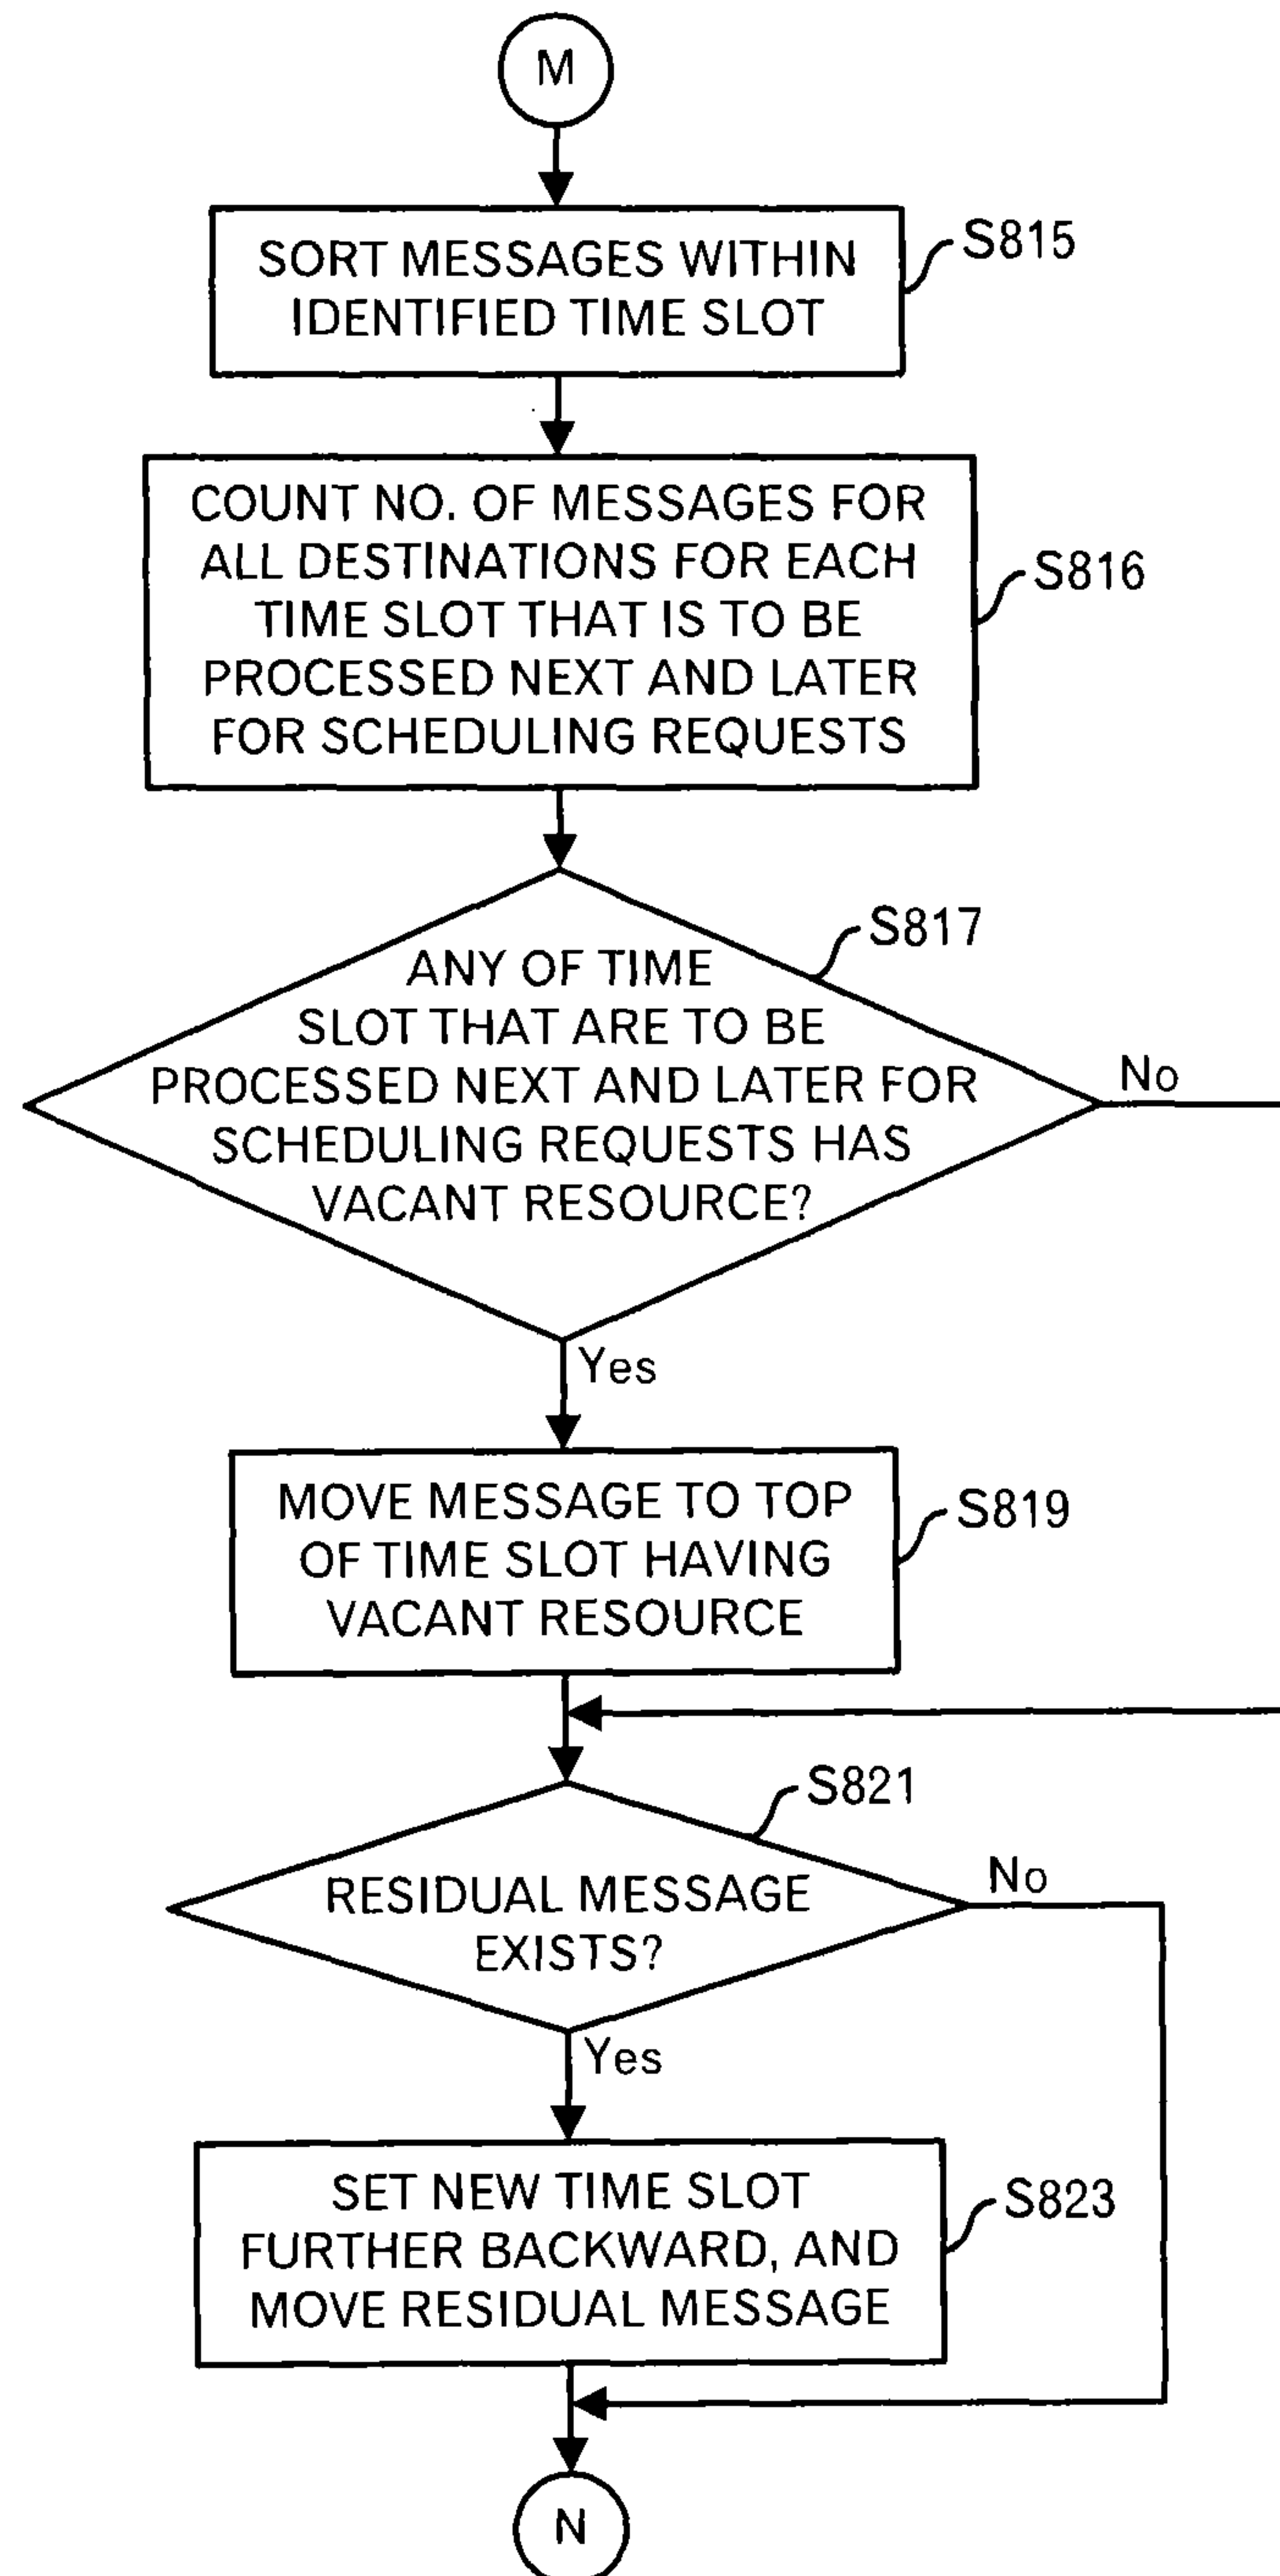 M
SORT MESSAGES WITHIN
IDENTIFIED TIME SLOT
S815
COUNT NO. OF MESSAGES FOR
ALL DESTINATIONS FOR EACH
TIME SLOT THAT IS TO BE
PROCESSED NEXT AND LATER
FOR SCHEDULING REQUESTS
S816
S817
ANY OF TIME
SLOT THAT ARE TO BE
PROCESSED NEXT AND LATER FOR
SCHEDULING REQUESTS HAS
VACANT RESOURCE?
No
Yes
MOVE MESSAGE TO TOP
OF TIME SLOT HAVING
VACANT RESOURCE
S819
S821
RESIDUAL MESSAGE
EXISTS?
No
Yes
SET NEW TIME SLOT
FURTHER BACKWARD, AND
MOVE RESIDUAL MESSAGE
S823
N